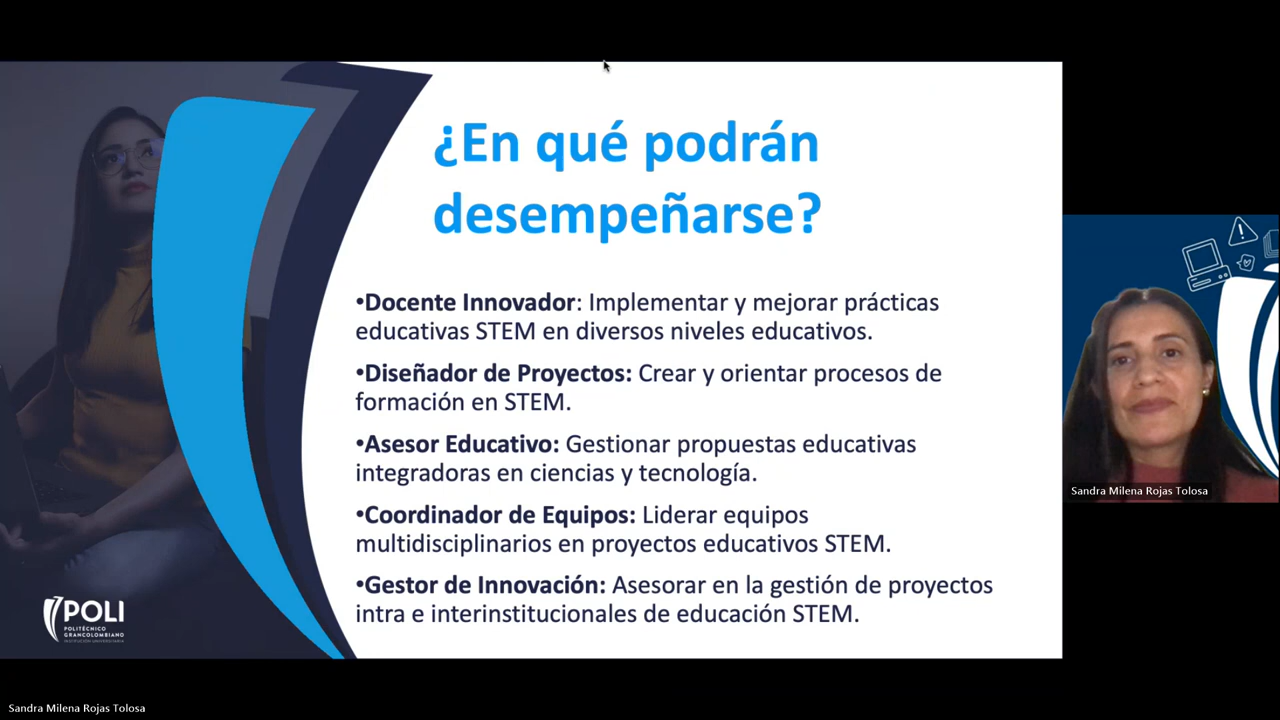 ¿En qué podrán
desempeñarse?
•Docente Innovador: Implementar y mejorar prácticas
educativas STEM en diversos niveles educativos.
•Diseñador de Proyectos: Crear y orientar procesos de
formación en STEM.
•Asesor Educativo: Gestionar propuestas educativas
integradoras en ciencias y tecnología.
•Coordinador de Equipos: Liderar equipos
multidisciplinarios en proyectos educativos STEM.
•Gestor de Innovación: Asesorar en la gestión de proyectos
intra e interinstitucionales de educación STEM.
POLI
POLITÉCNICO
GRANCOLOMBIANO
INSTITUCIÓN UNIVERSITARIA
Sandra Milena Rojas Tolosa
Sandra Milena Rojas Tolosa